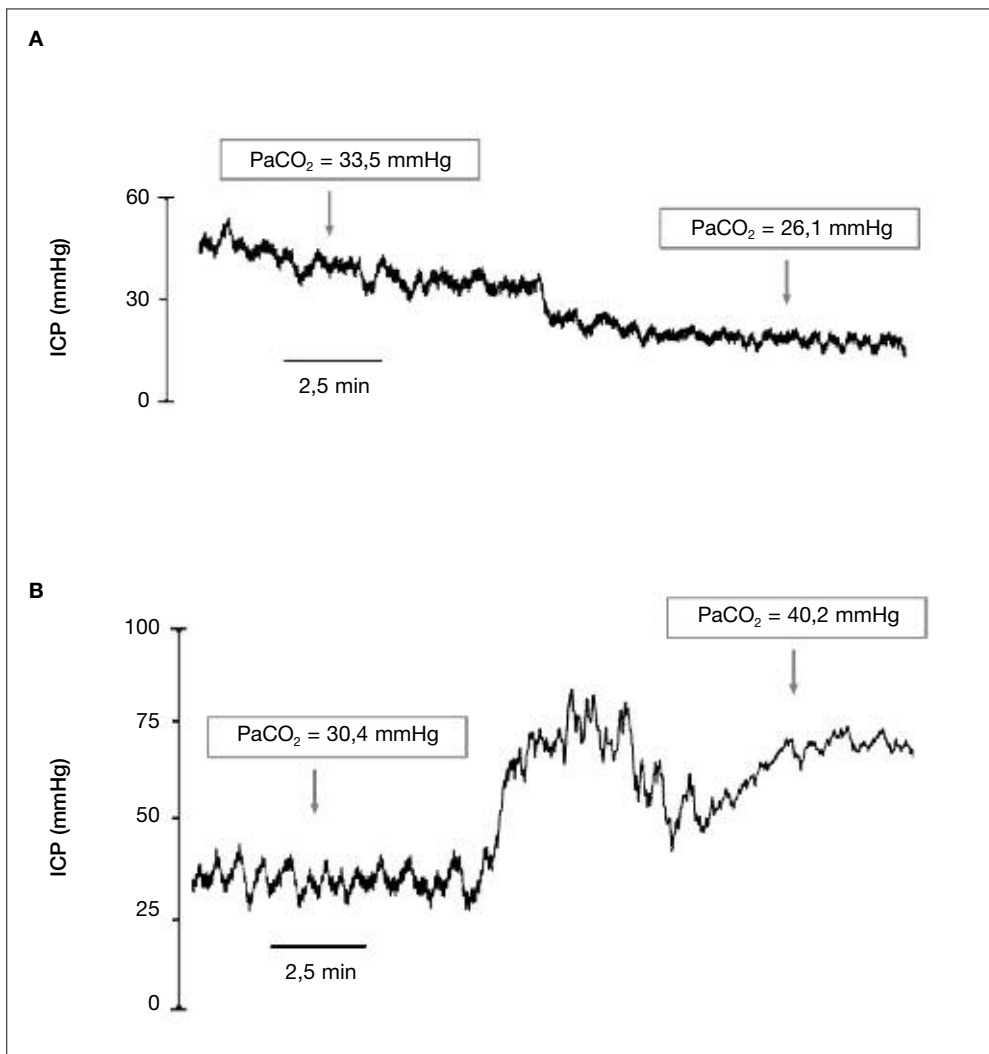 A
PaCO₂ = 33,5 mmHg
PaCO₂ = 26,1 mmHg
60
30
0
ICP (mmHg)
2,5 min
B
PaCO₂ = 40,2 mmHg
PaCO₂ = 30,4 mmHg
100
75
50
25
0
ICP (mmHg)
2,5 min